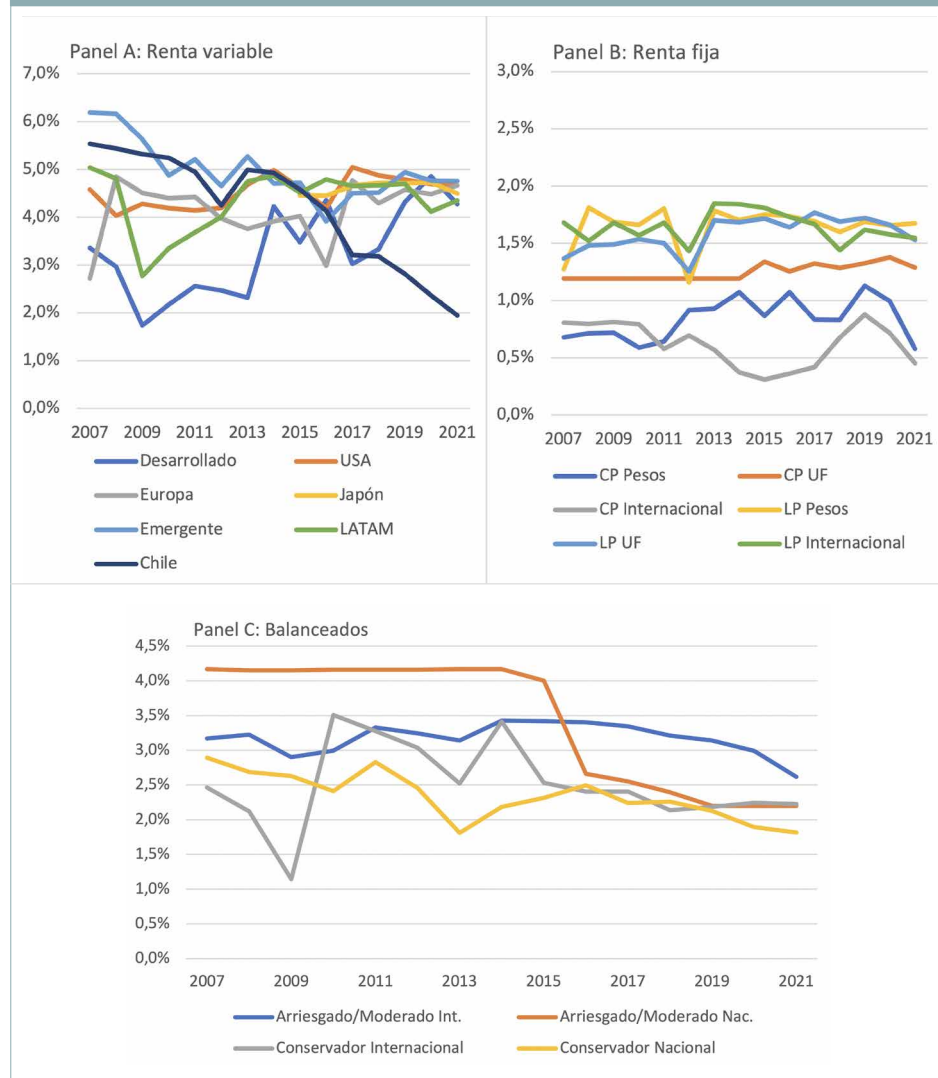 Panel A: Renta variable
7,0%
6,0%
5,0%
4,0%
3,0%
2,0%
1,0%
0,0%
2007 2009 2011 2013 2015 2017 2019 2021
Desarrollado USA
Europa Japón
Emergente LATAM
Chile
Panel B: Renta fija
3,0%
2,5%
2,0%
1,5%
1,0%
0,5%
0,0%
2007 2009 2011 2013 2015 2017 2019 2021
CP Pesos CP UF
CP Internacional LP Pesos
LP UF LP Internacional
Panel C: Balanceados
4,5%
4,0%
3,5%
3,0%
2,5%
2,0%
1,5%
1,0%
0,5%
0,0%
2007 2009 2011 2013 2015 2017 2019 2021
Arriesgado/Moderado Int. Arriesgado/Moderado Nac.
Conservador Internacional Conservador Nacional